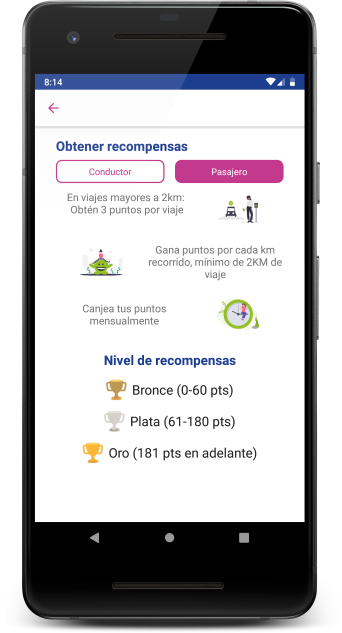 8:14
Obtener recompensas
Conductor
Pasajero
En viajes mayores a 2km:
Obtén 3 puntos por viaje
Gana puntos por cada km
recorrido, mínimo de 2KM de
viaje
Canjea tus puntos
mensualmente
Nivel de recompensas
Bronce (0-60 pts)
Plata (61-180 pts)
Oro (181 pts en adelante)